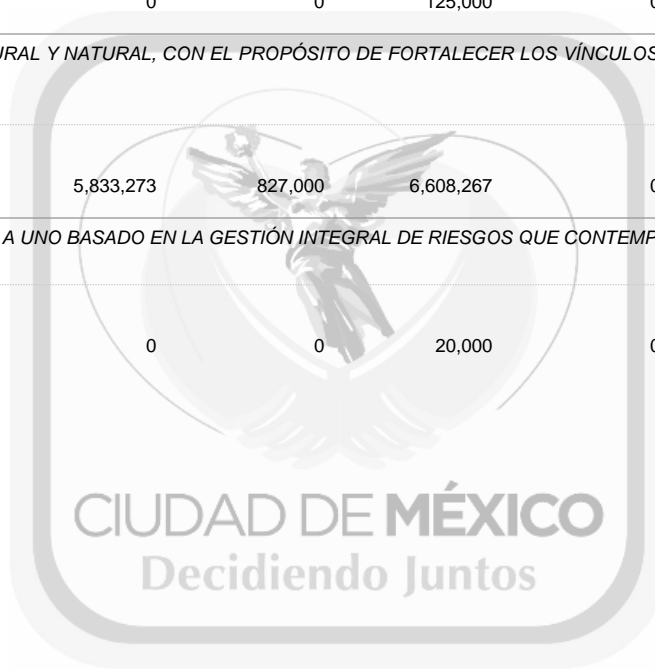 0 0 125,000 0
URAL Y NATURAL, CON EL PROPÓSITO DE FORTALECER LOS VÍNCULOS
5,833,273 827,000 6,608,267 0
A UNO BASADO EN LA GESTIÓN INTEGRAL DE RIESGOS QUE CONTEMP
0 0 20,000 0
CIUDAD DE MÉXICO
Decidiendo Juntos